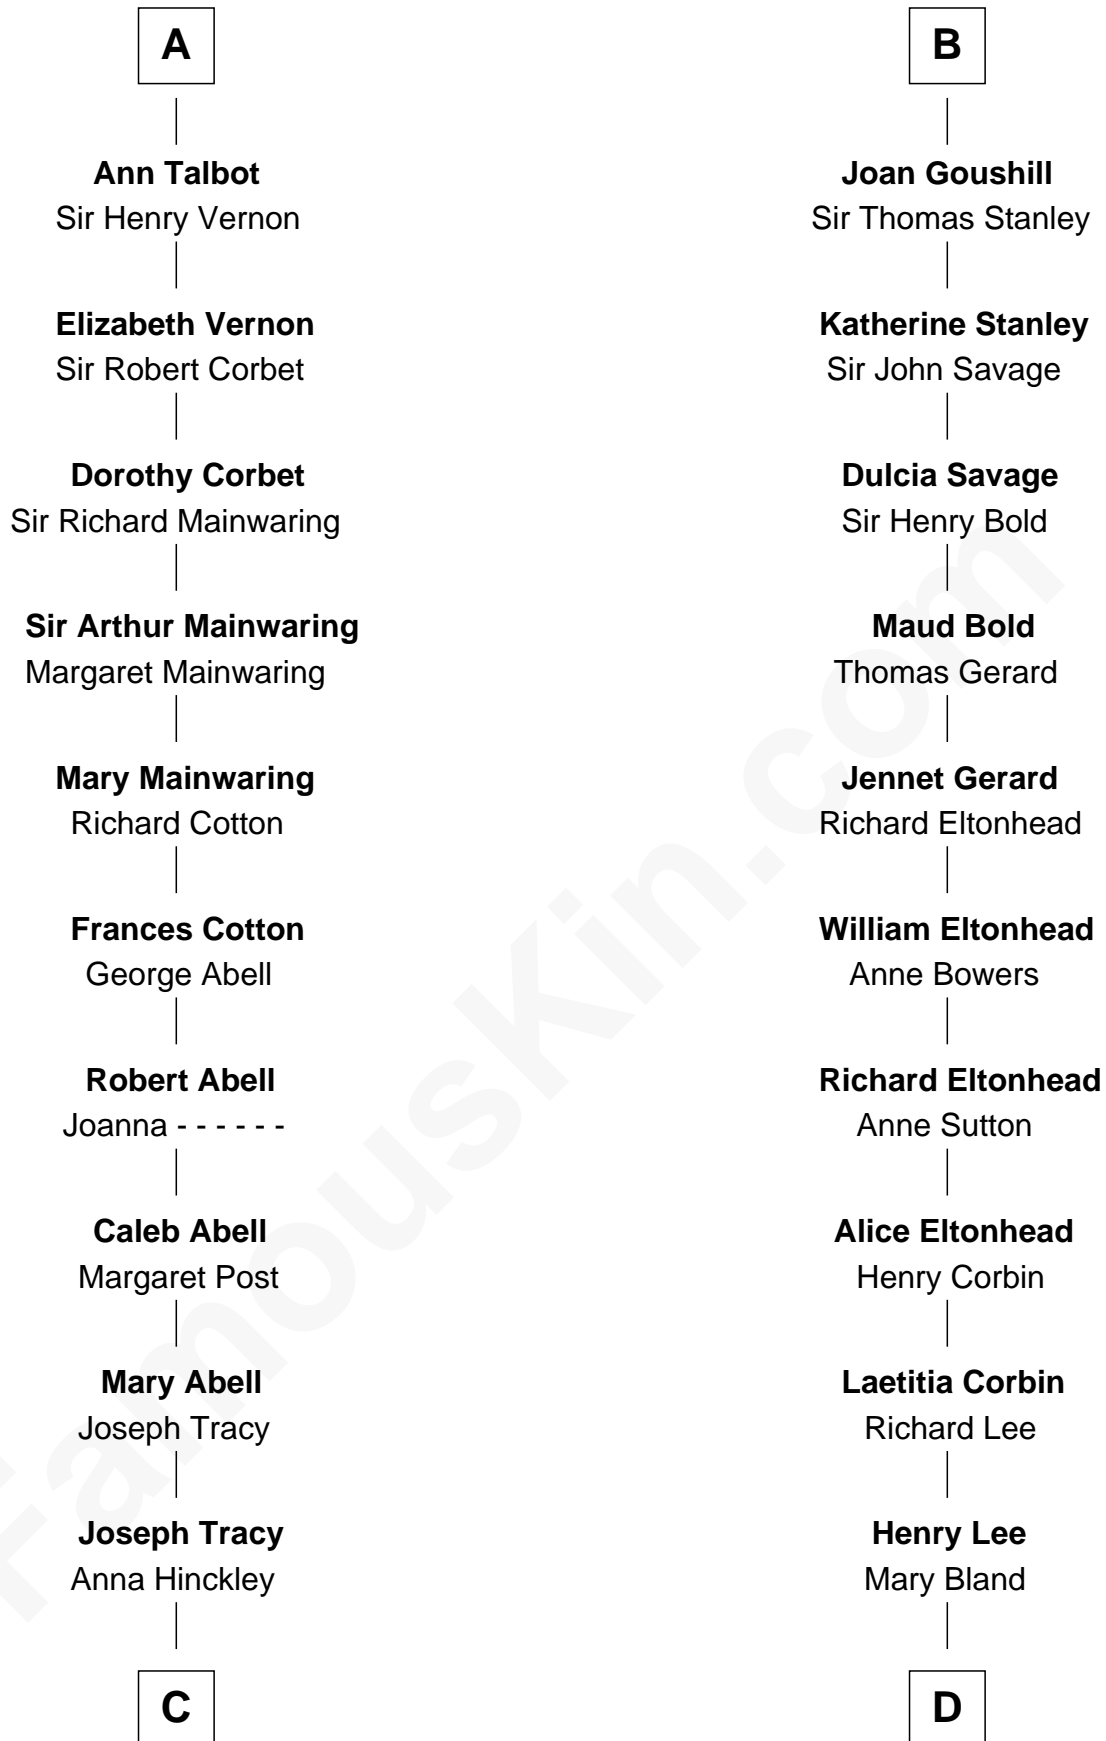 A
Ann Talbot
Sir Henry Vernon
Elizabeth Vernon
Sir Robert Corbet
Dorothy Corbet
Sir Richard Mainwaring
Sir Arthur Mainwaring
Margaret Mainwaring
Mary Mainwaring
Richard Cotton
Frances Cotton
George Abell
Robert Abell
Joanna - - - - - -
Caleb Abell
Margaret Post
Mary Abell
Joseph Tracy
Joseph Tracy
Anna Hinckley
C
B
Joan Goushill
Sir Thomas Stanley
Katherine Stanley
Sir John Savage
Dulcia Savage
Sir Henry Bold
Maud Bold
Thomas Gerard
Jennet Gerard
Richard Eltonhead
William Eltonhead
Anne Bowers
Richard Eltonhead
Anne Sutton
Alice Eltonhead
Henry Corbin
Laetitia Corbin
Richard Lee
Henry Lee
Mary Bland
D
FamousKin.com